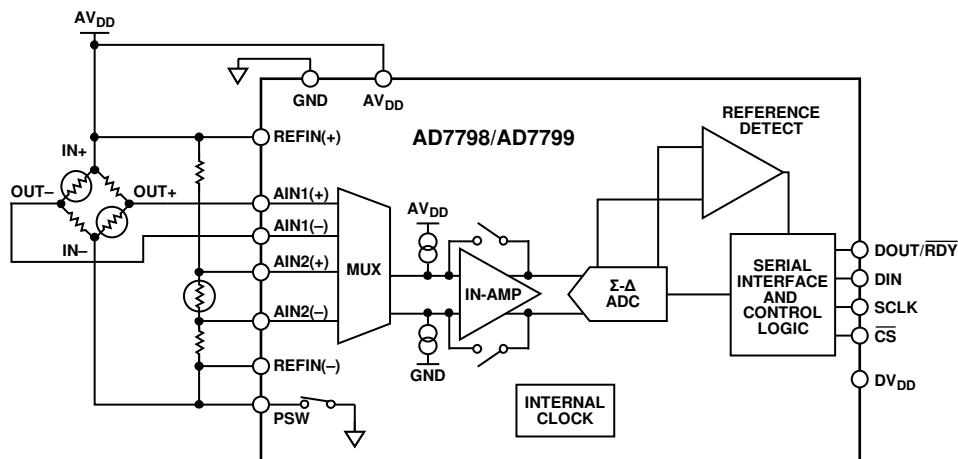 AVDD
GND
AVDD
REFERENCE
DETECT
AD7798/AD7799
REFIN(+)
IN+
OUT–
OUT+
AIN1(+)
AVDD
AIN1(–)
IN–
AIN2(+)
MUX
IN-AMP
Σ-Δ
ADC
SERIAL
INTERFACE
AND
CONTROL
LOGIC
DOUT/RDY
DIN
SCLK
CS
AIN2(–)
GND
REFIN(–)
DVDD
PSW
INTERNAL
CLOCK